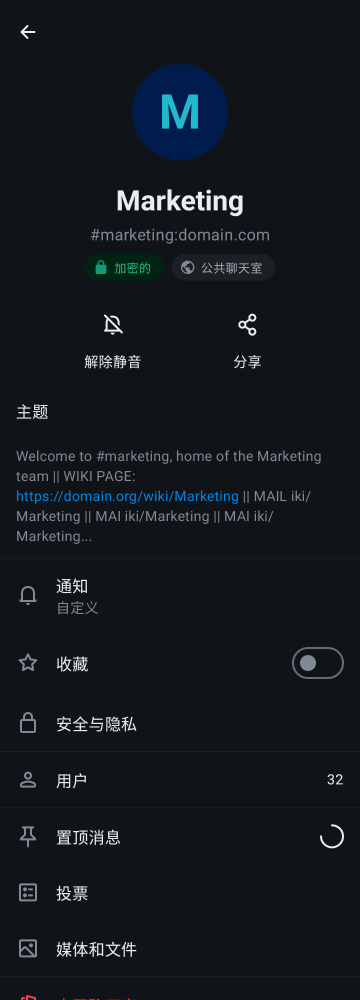 M
Marketing
#marketing:domain.com
加密的 公共聊天室
解除静音 分享
主题
Welcome to #marketing, home of the Marketing
team || WIKI PAGE:
https://domain.org/wiki/Marketing || MAIL iki/
Marketing || MAI iki/Marketing || MAI iki/
Marketing...
通知
自定义
收藏
安全与隐私
用户 32
置顶消息
投票
媒体和文件